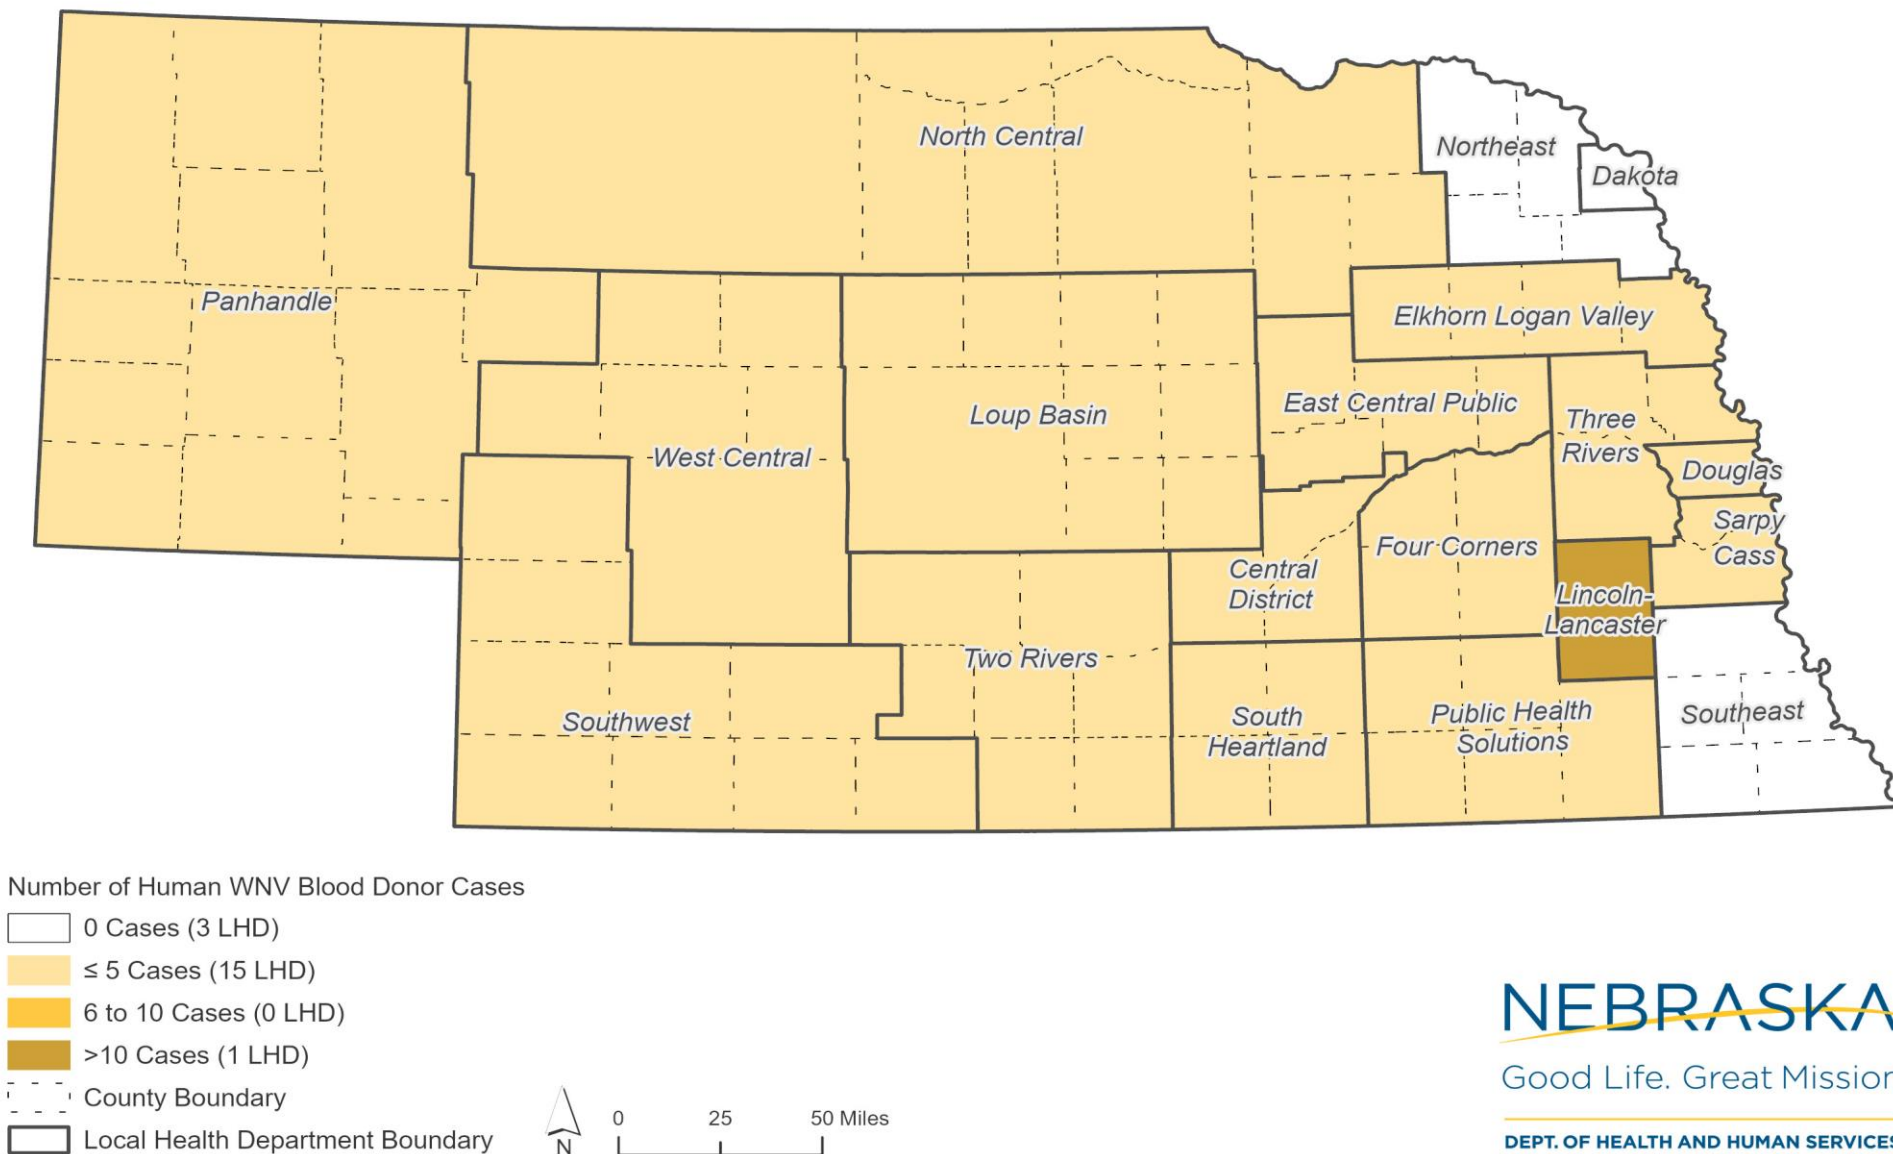 North Central
Northeast
Dakota
Panhandle
Elkhorn Logan Valley
East Central Public
Loup Basin
Three
Rivers
West Central
Douglas
Sarpy
Cass
Four Corners
Central
District
Lincoln-
Lancaster
Two Rivers
Southwest
South
Heartland
Public Health
Solutions
Southeast
Number of Human WNV Blood Donor Cases
0 Cases (3 LHD)
≤ 5 Cases (15 LHD)
6 to 10 Cases (0 LHD)
>10 Cases (1 LHD)
County Boundary
Local Health Department Boundary
N
0 25 50 Miles
NEBRASKA
Good Life. Great Mission
DEPT. OF HEALTH AND HUMAN SERVICES